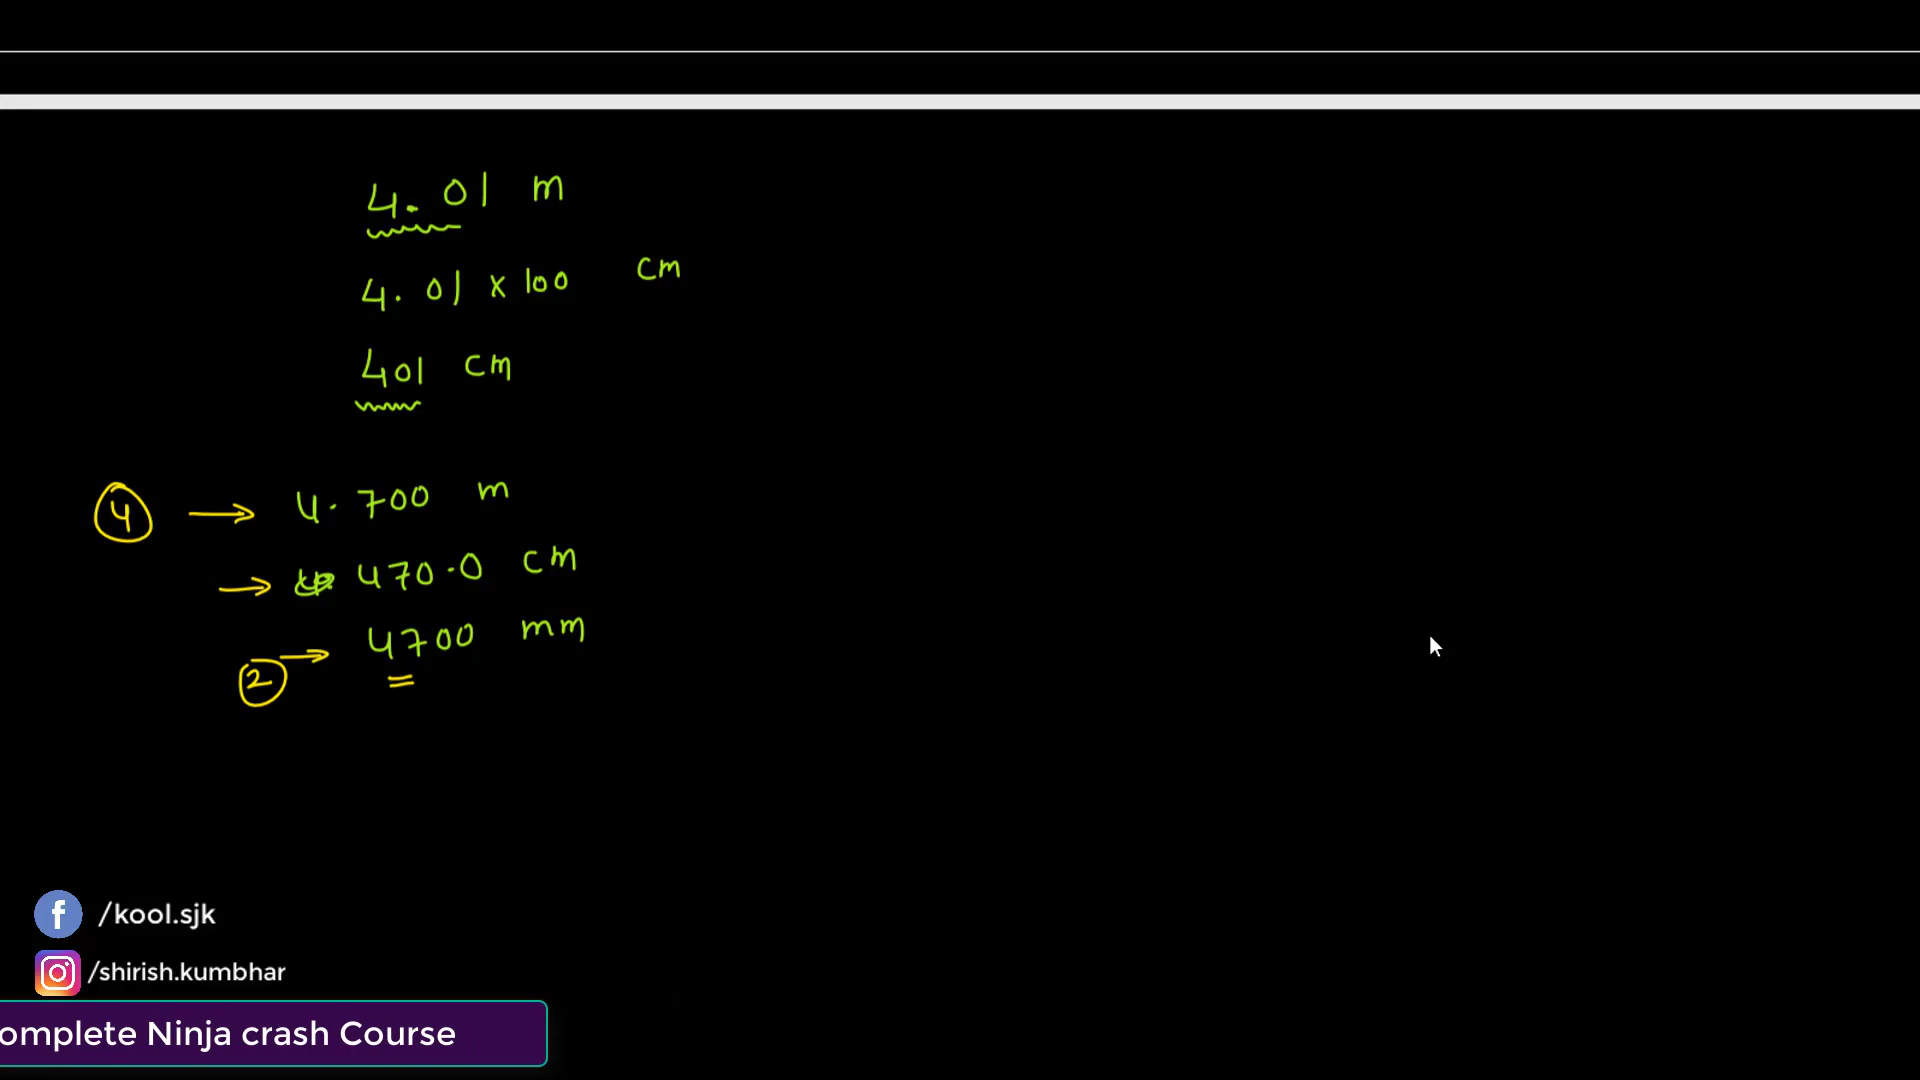 4.01 m
4.01 x 100 cm
401 cm
4 → 4.700 m
→ 470.0 cm
2 → 4700 mm
/kool.sjk
/shirish.kumbhar
omplete Ninja crash Course